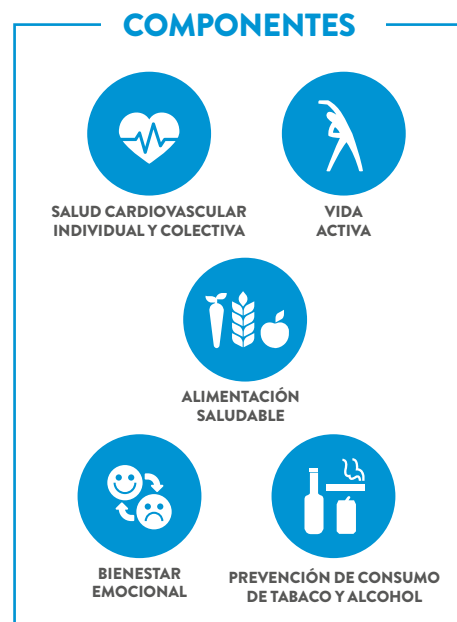 COMPONENTES
SALUD CARDIOVASCULAR
INDIVIDUAL Y COLECTIVA
VIDA
ACTIVA
ALIMENTACIÓN
SALUDABLE
BIENESTAR
EMOCIONAL
PREVENCIÓN DE CONSUMO
DE TABACO Y ALCOHOL